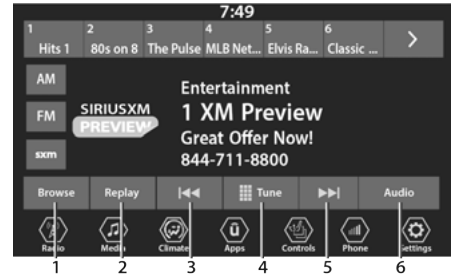 7:49
1 2 3 4 5 6
Hits 1 80s on 8 The Pulse MLB Net... Elvis Ra... Classic ...
AM
FM
sxm
SIRIUSXM
PREVIEW
Entertainment
1 XM Preview
Great Offer Now!
844-711-8800
Browse Replay Tune Audio
Radio Media Climate Apps Controls Phone Settings
1 2 3 4 5 6